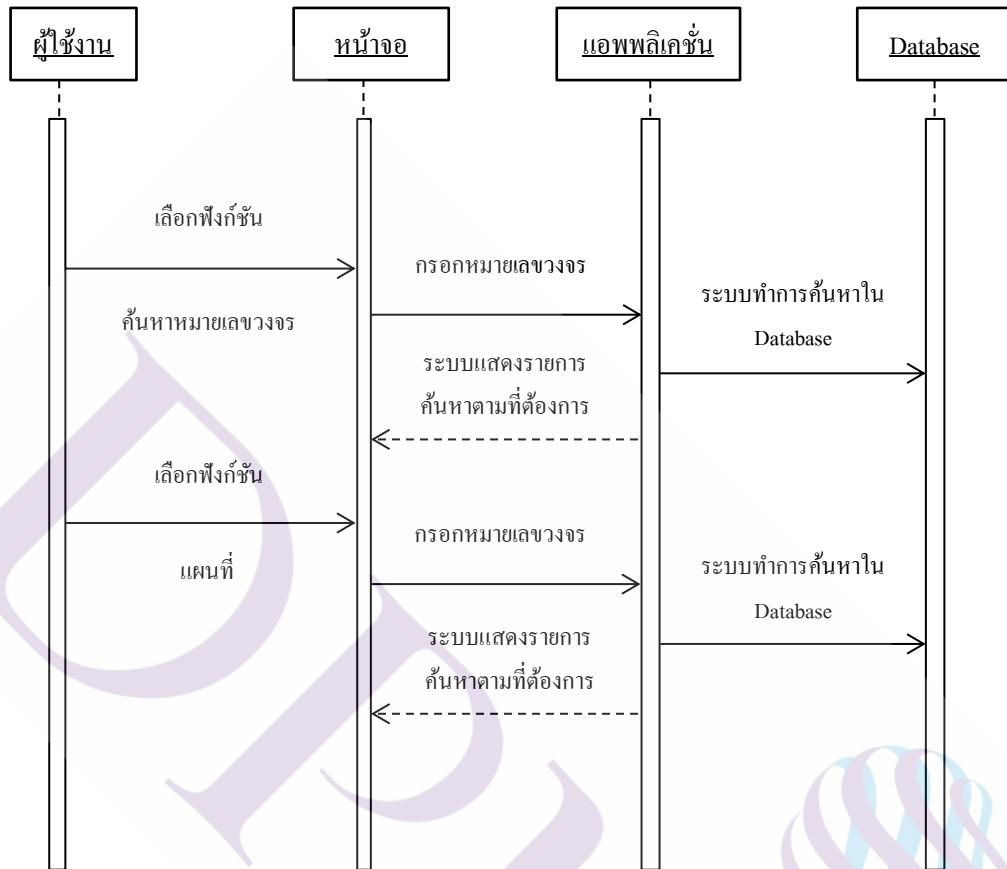 ผู้ใช้งาน
หน้าจอ
แอพพลิเคชั่น
Database
เลือกฟังก์ชัน
ค้นหาหมายเลขวงจร
กรอกหมายเลขวงจร
ระบบทำการค้นหาใน
Database
ระบบแสดงรายการ
ค้นหาตามที่ต้องการ
เลือกฟังก์ชัน
แผนที่
กรอกหมายเลขวงจร
ระบบทำการค้นหาใน
Database
ระบบแสดงรายการ
ค้นหาตามที่ต้องการ